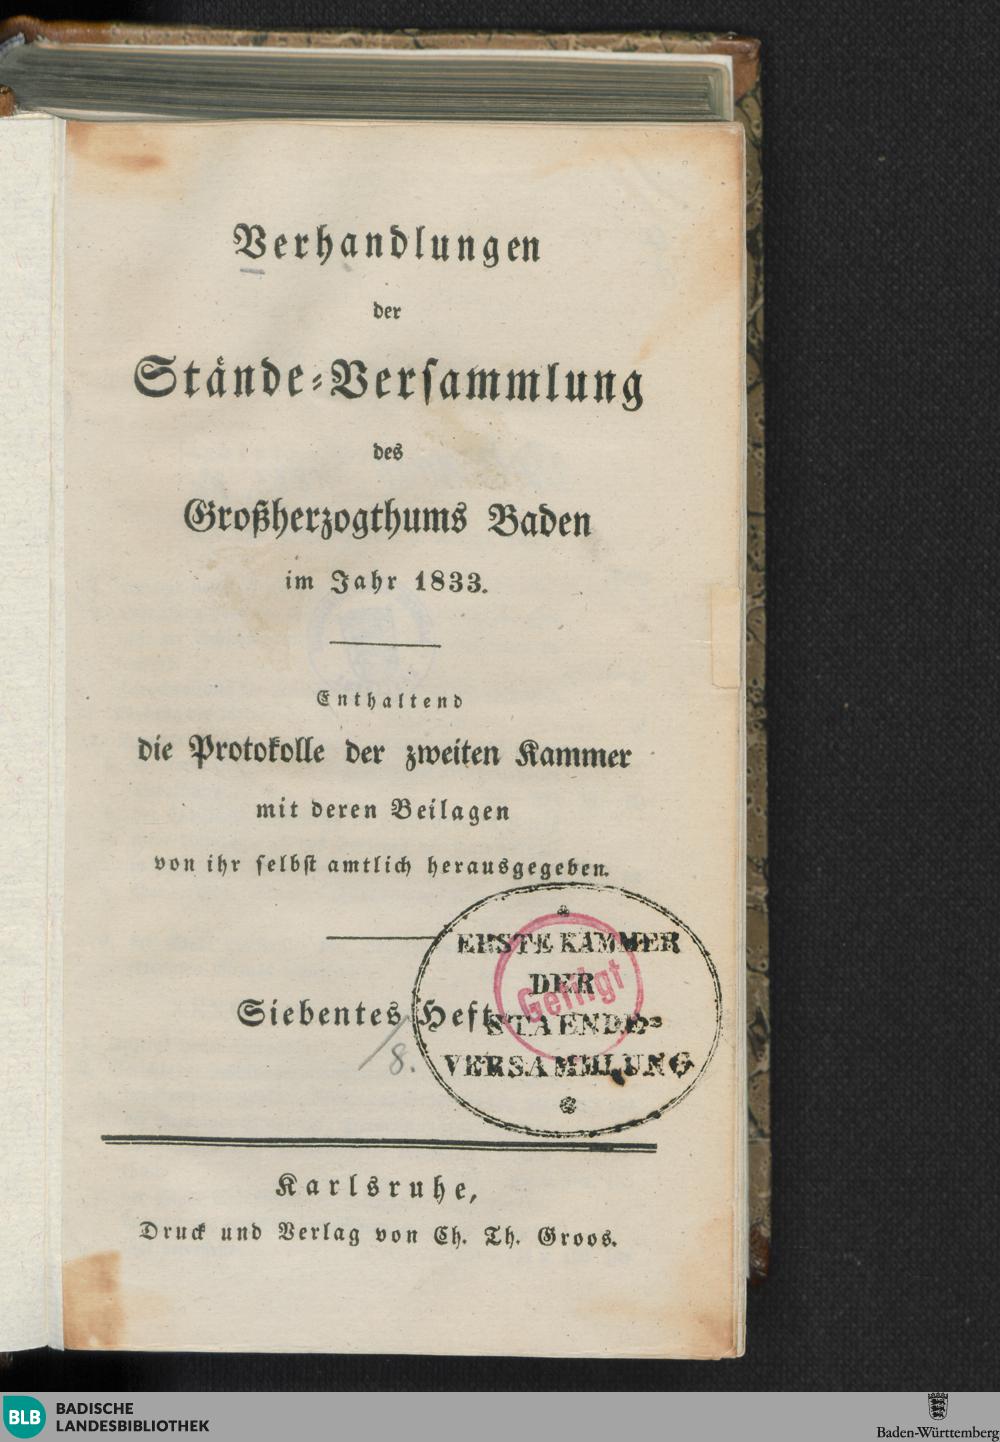 Verhandlungen
der
Stände-Versammlung
des
Großherzogthums Baden
im Jahr 1833.
Enthaltend
die Protokolle der zweiten Kammer
mit deren Beilagen
von ihr selbst amtlich herausgegeben.
Siebentes Heft
/8.
ERSTE KAMMER
DER
STAENDE=
VERSAMMLUNG
Getilgt
Karlsruhe,
Druck und Verlag von Ch. Th. Groos.
BLB
BADISCHE
LANDESBIBLIOTHEK
Baden-Württemberg